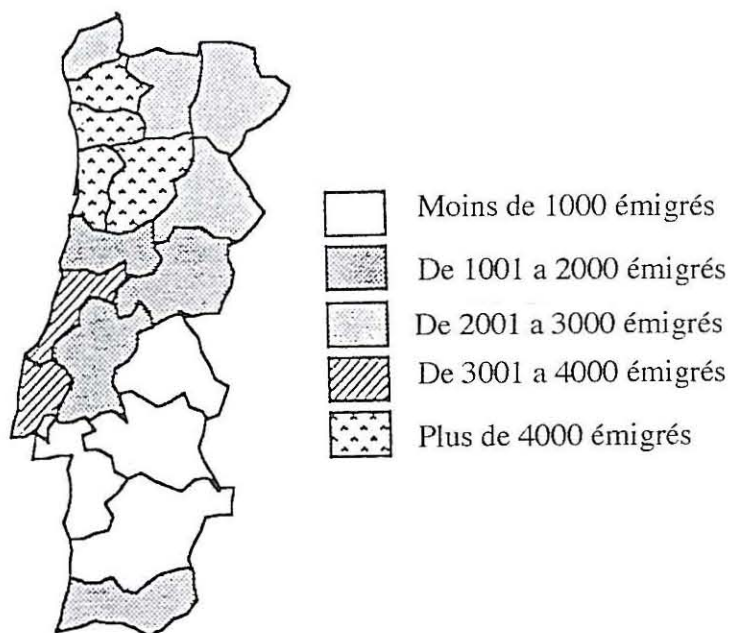 Moins de 1000 émigrés
De 1001 a 2000 émigrés
De 2001 a 3000 émigrés
De 3001 a 4000 émigrés
Plus de 4000 émigrés